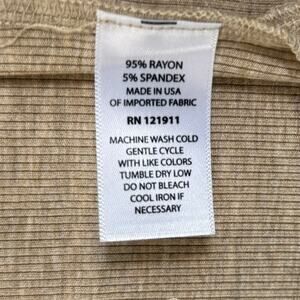 95% RAYON
5% SPANDEX
MADE IN USA
OF IMPORTED FABRIC
RN 121911
MACHINE WASH COLD
GENTLE CYCLE
WITH LIKE COLORS
TUMBLE DRY LOW
DO NOT BLEACH
COOL IRON IF
NECESSARY